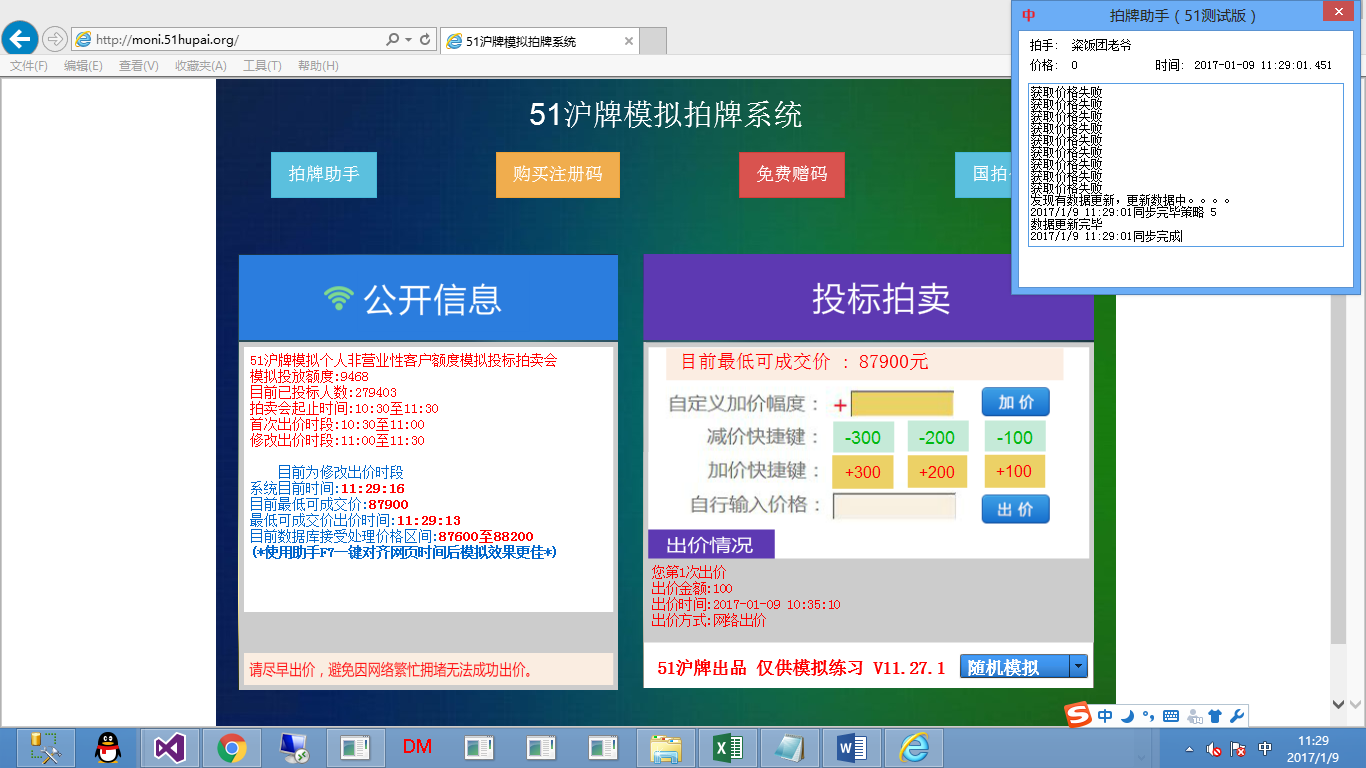 http://moni.51hupai.org/
51沪牌模拟拍牌系统
文件(F) 编辑(E) 查看(V) 收藏夹(A) 工具(T) 帮助(H)
中 拍牌助手（51测试版）
拍手： 粢饭团老爷
价格： 0 时间： 2017-01-09 11:29:01.451
获取价格失败
获取价格失败
获取价格失败
获取价格失败
获取价格失败
获取价格失败
获取价格失败
获取价格失败
获取价格失败
发现有数据更新，更新数据中。。。。
2017/1/9 11:29:01同步完毕策略 5
数据更新完毕
2017/1/9 11:29:01同步完成
51沪牌模拟拍牌系统
拍牌助手 购买注册码 免费赠码 国拍
公开信息
51沪牌模拟个人非营业性客户额度模拟投标拍卖会
模拟投放额度:9468
目前已投标人数:279403
拍卖会起止时间:10:30至11:30
首次出价时段:10:30至11:00
修改出价时段:11:00至11:30
目前为修改出价时段
系统目前时间:11:29:16
目前最低可成交价:87900
最低可成交价出价时间:11:29:13
目前数据库接受处理价格区间:87600至88200
(*使用助手F7一键对齐网页时间后模拟效果更佳*)
请尽早出价，避免因网络繁忙拥堵无法成功出价。
投标拍卖
目前最低可成交价 ：87900元
自定义加价幅度： + 加 价
减价快捷键： -300 -200 -100
加价快捷键： +300 +200 +100
自行输入价格： 出 价
出价情况
您第1次出价
出价金额:100
出价时间:2017-01-09 10:35:10
出价方式:网络出价
51沪牌出品 仅供模拟练习 V11.27.1 随机模拟
S 中
DM
中
11:29
2017/1/9